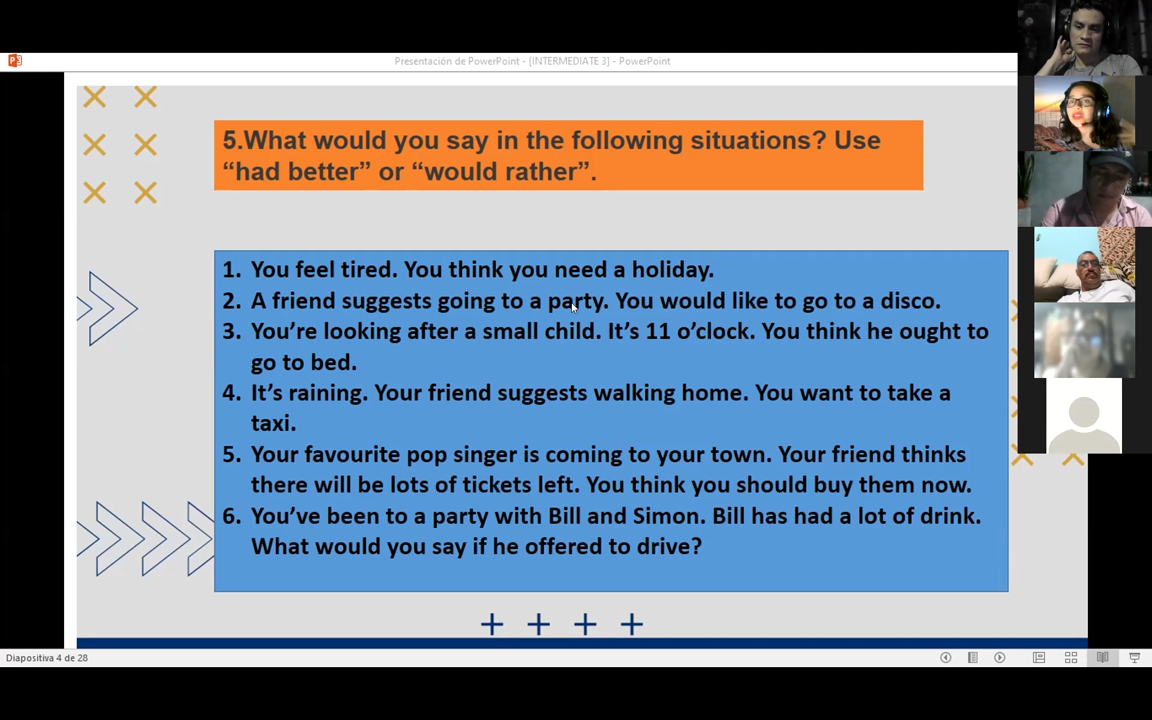 Presentación de PowerPoint - [INTERMEDIATE 3] - PowerPoint
5.What would you say in the following situations? Use
“had better” or “would rather”.
1. You feel tired. You think you need a holiday.
2. A friend suggests going to a party. You would like to go to a disco.
3. You’re looking after a small child. It’s 11 o’clock. You think he ought to
go to bed.
4. It’s raining. Your friend suggests walking home. You want to take a
taxi.
5. Your favourite pop singer is coming to your town. Your friend thinks
there will be lots of tickets left. You think you should buy them now.
6. You’ve been to a party with Bill and Simon. Bill has had a lot of drink.
What would you say if he offered to drive?
Diapositiva 4 de 28